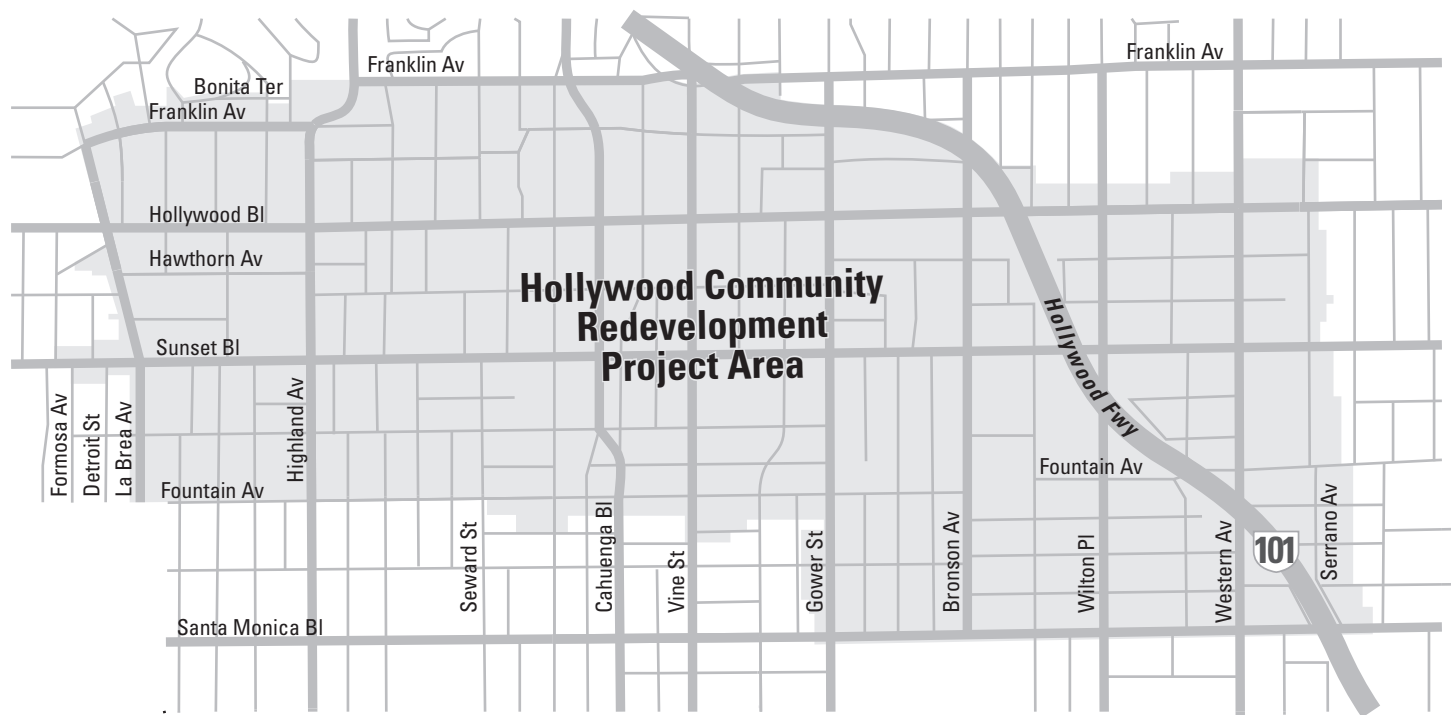 Franklin Av
Franklin Av
Bonita Ter
Franklin Av
Hollywood Bl
Hawthorn Av
Hollywood Community
Redevelopment
Project Area
Hollywood Fwy
Sunset Bl
Formosa Av
Detroit St
La Brea Av
Highland Av
Fountain Av
Fountain Av
Seward St
Cahuenga Bl
Vine St
Gower St
Bronson Av
Wilton Pl
Western Av
101
Serrano Av
Santa Monica Bl